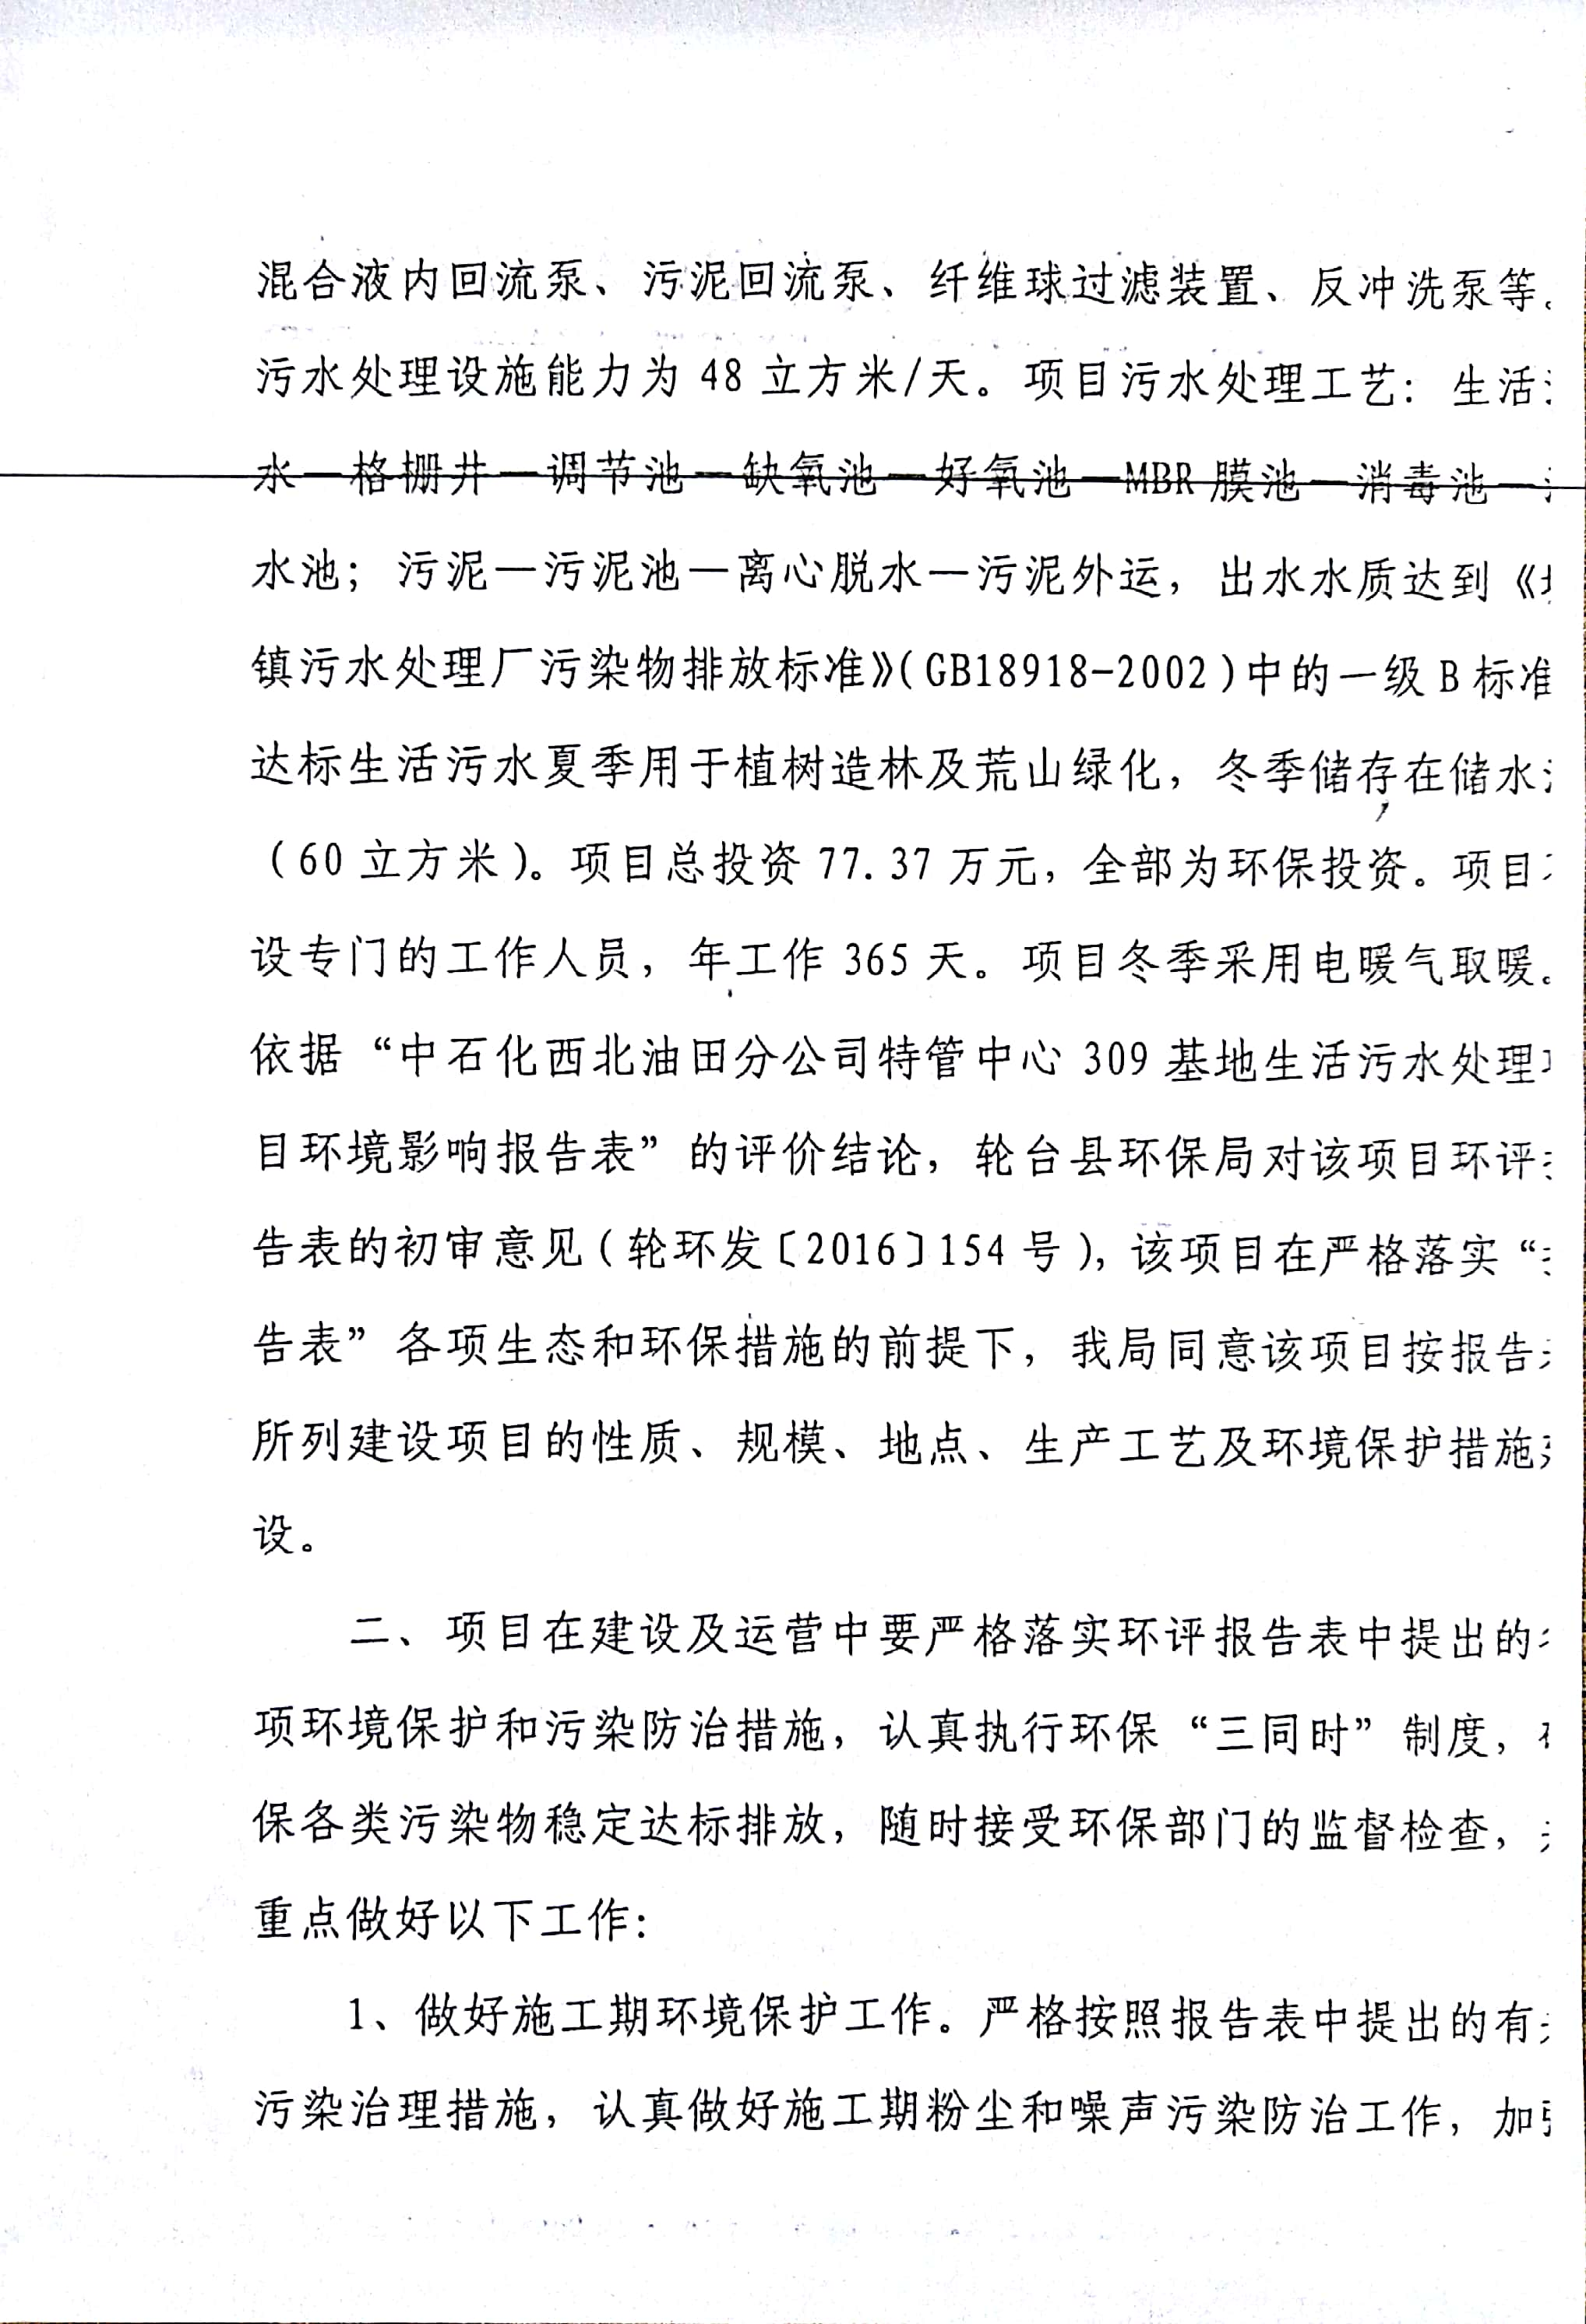 混合液内回流泵、污泥回流泵、纤维球过滤装置、反冲洗泵等。
污水处理设施能力为 48 立方米/天。项目污水处理工艺：生活
水—格栅井—调节池—缺氧池—好氧池—MBR 膜池—消毒池—
水池；污泥—污泥池—离心脱水—污泥外运，出水水质达到《
镇污水处理厂污染物排放标准》（GB18918-2002）中的一级 B 标准
达标生活污水夏季用于植树造林及荒山绿化，冬季储存在储水
（60 立方米）。项目总投资 77.37 万元，全部为环保投资。项目
设专门的工作人员，年工作 365 天。项目冬季采用电暖气取暖。
依据“中石化西北油田分公司特管中心 309 基地生活污水处理
目环境影响报告表”的评价结论，轮台县环保局对该项目环评
告表的初审意见（轮环发〔2016〕154 号），该项目在严格落实“
告表”各项生态和环保措施的前提下，我局同意该项目按报告
所列建设项目的性质、规模、地点、生产工艺及环境保护措施
设。
二、项目在建设及运营中要严格落实环评报告表中提出的
项环境保护和污染防治措施，认真执行环保“三同时”制度，
保各类污染物稳定达标排放，随时接受环保部门的监督检查，
重点做好以下工作：
1、做好施工期环境保护工作。严格按照报告表中提出的有
污染治理措施，认真做好施工期粉尘和噪声污染防治工作，加